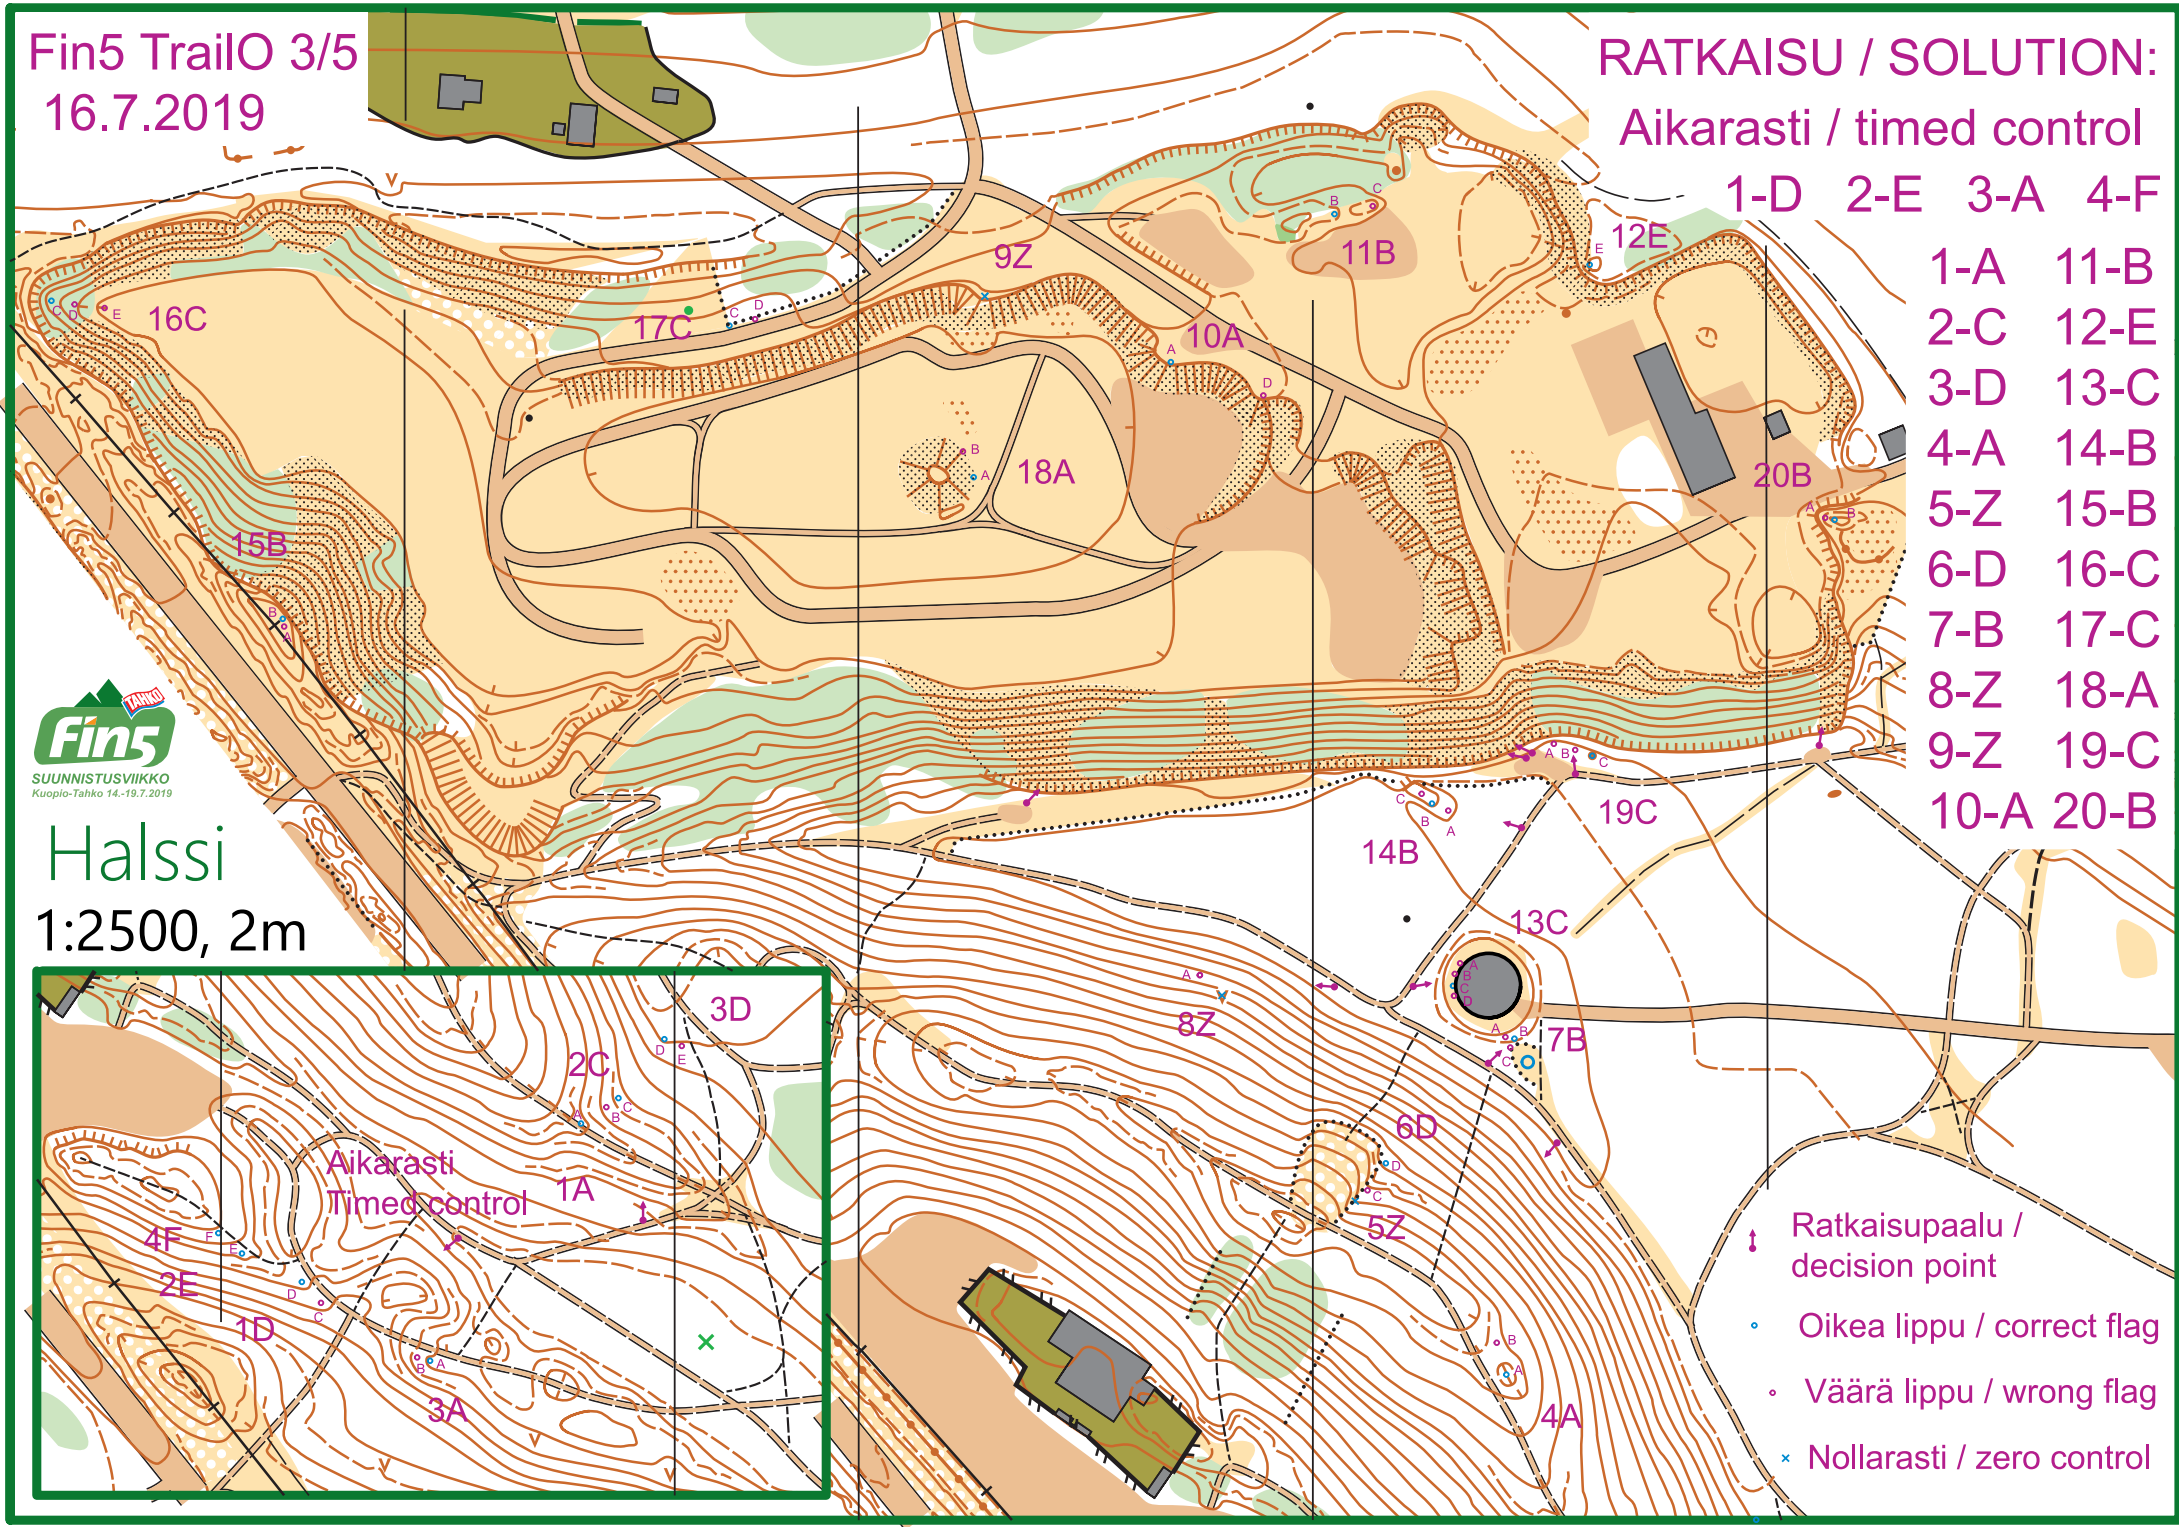 Fin5 TrailO 3/5
16.7.2019
RATKAISU / SOLUTION:
Aikarasti / timed control
1-D 2-E 3-A 4-F
1-A 11-B
2-C 12-E
3-D 13-C
4-A 14-B
5-Z 15-B
6-D 16-C
7-B 17-C
8-Z 18-A
9-Z 19-C
10-A 20-B
9Z
B
C
11B
12E
E
C
D
E
16C
17C
C
D
10A
A
D
18A
B
A
20B
A
B
15B
B
A
TAHKO
Fin5
SUUNNISTUSVIIKKO
Kuopio-Tahko 14.-19.7.2019
Halssi
1:2500, 2m
A
B
C
19C
C
B
A
14B
13C
A
B
C
D
A
8Z
A
B
C
7B
6D
D
C
5Z
B
A
4A
3D
D
E
2C
A
B
C
1A
Aikarasti
Timed control
4F
F
E
2E
D
C
1D
B
A
3A
Ratkaisupaalu /
decision point
Oikea lippu / correct flag
Väärä lippu / wrong flag
Nollarasti / zero control